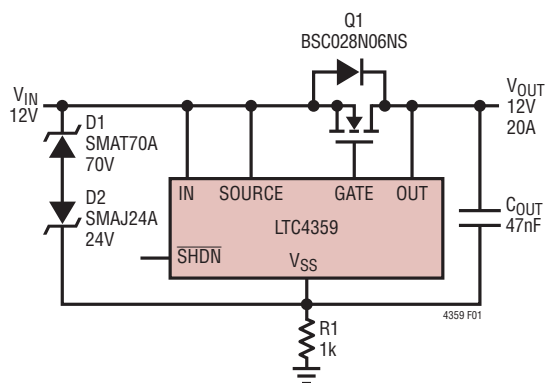 Q1
BSC028N06NS
VIN
12V
VOUT
12V
20A
D1
SMAT70A
70V
D2
SMAJ24A
24V
IN SOURCE GATE OUT
LTC4359
SHDN
VSS
COUT
47nF
4359 F01
R1
1k